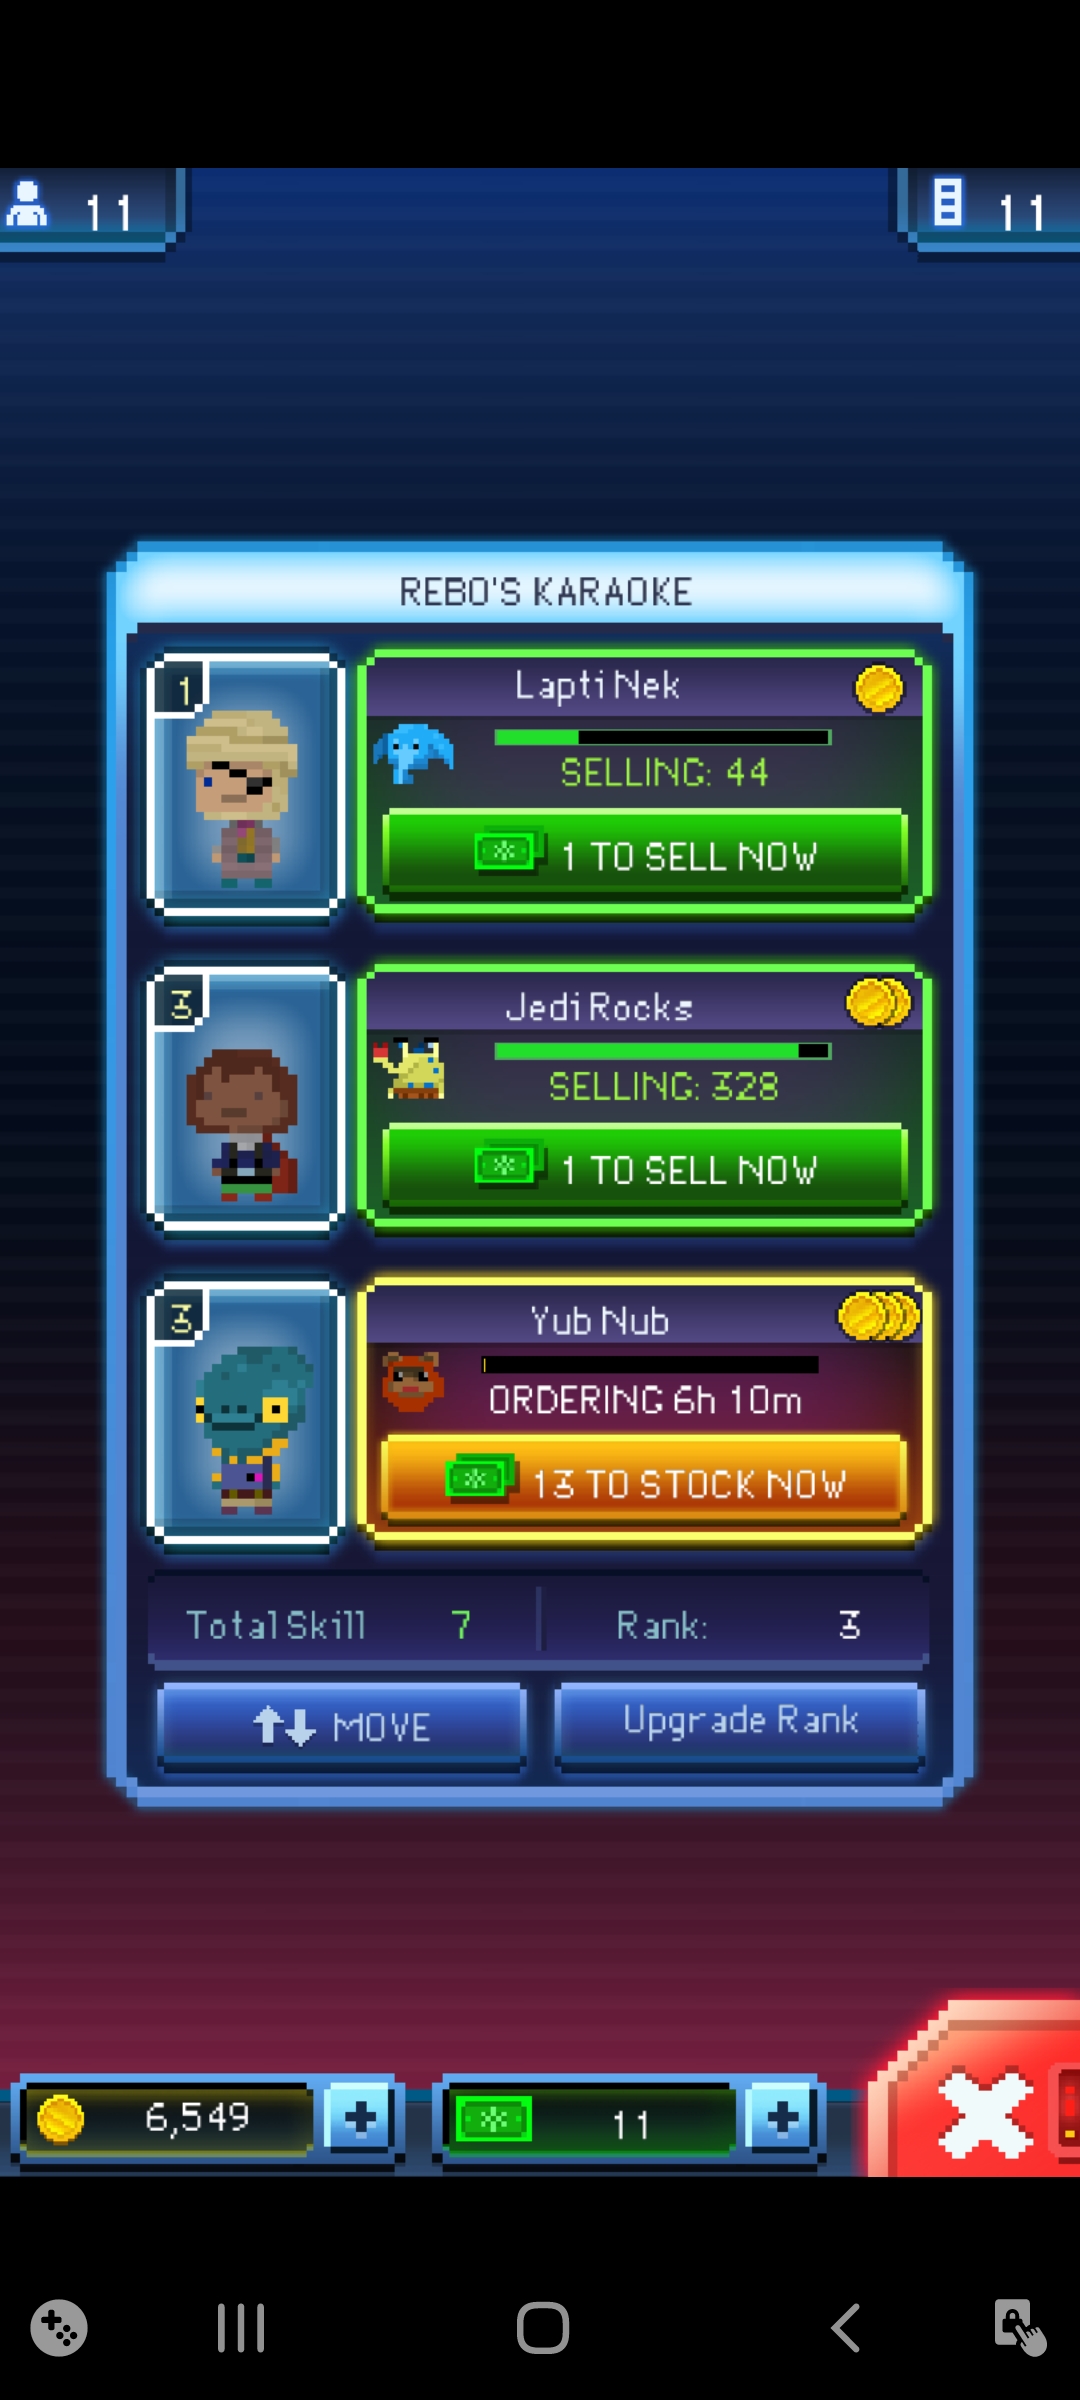 11
11
REBO'S KARAOKE
1
Lapti Nek
SELLING: 44
1 TO SELL NOW
3
Jedi Rocks
SELLING: 328
1 TO SELL NOW
3
Yub Nub
ORDERING 6h 10m
13 TO STOCK NOW
Total Skill 7 Rank: 3
MOVE Upgrade Rank
6,549 11